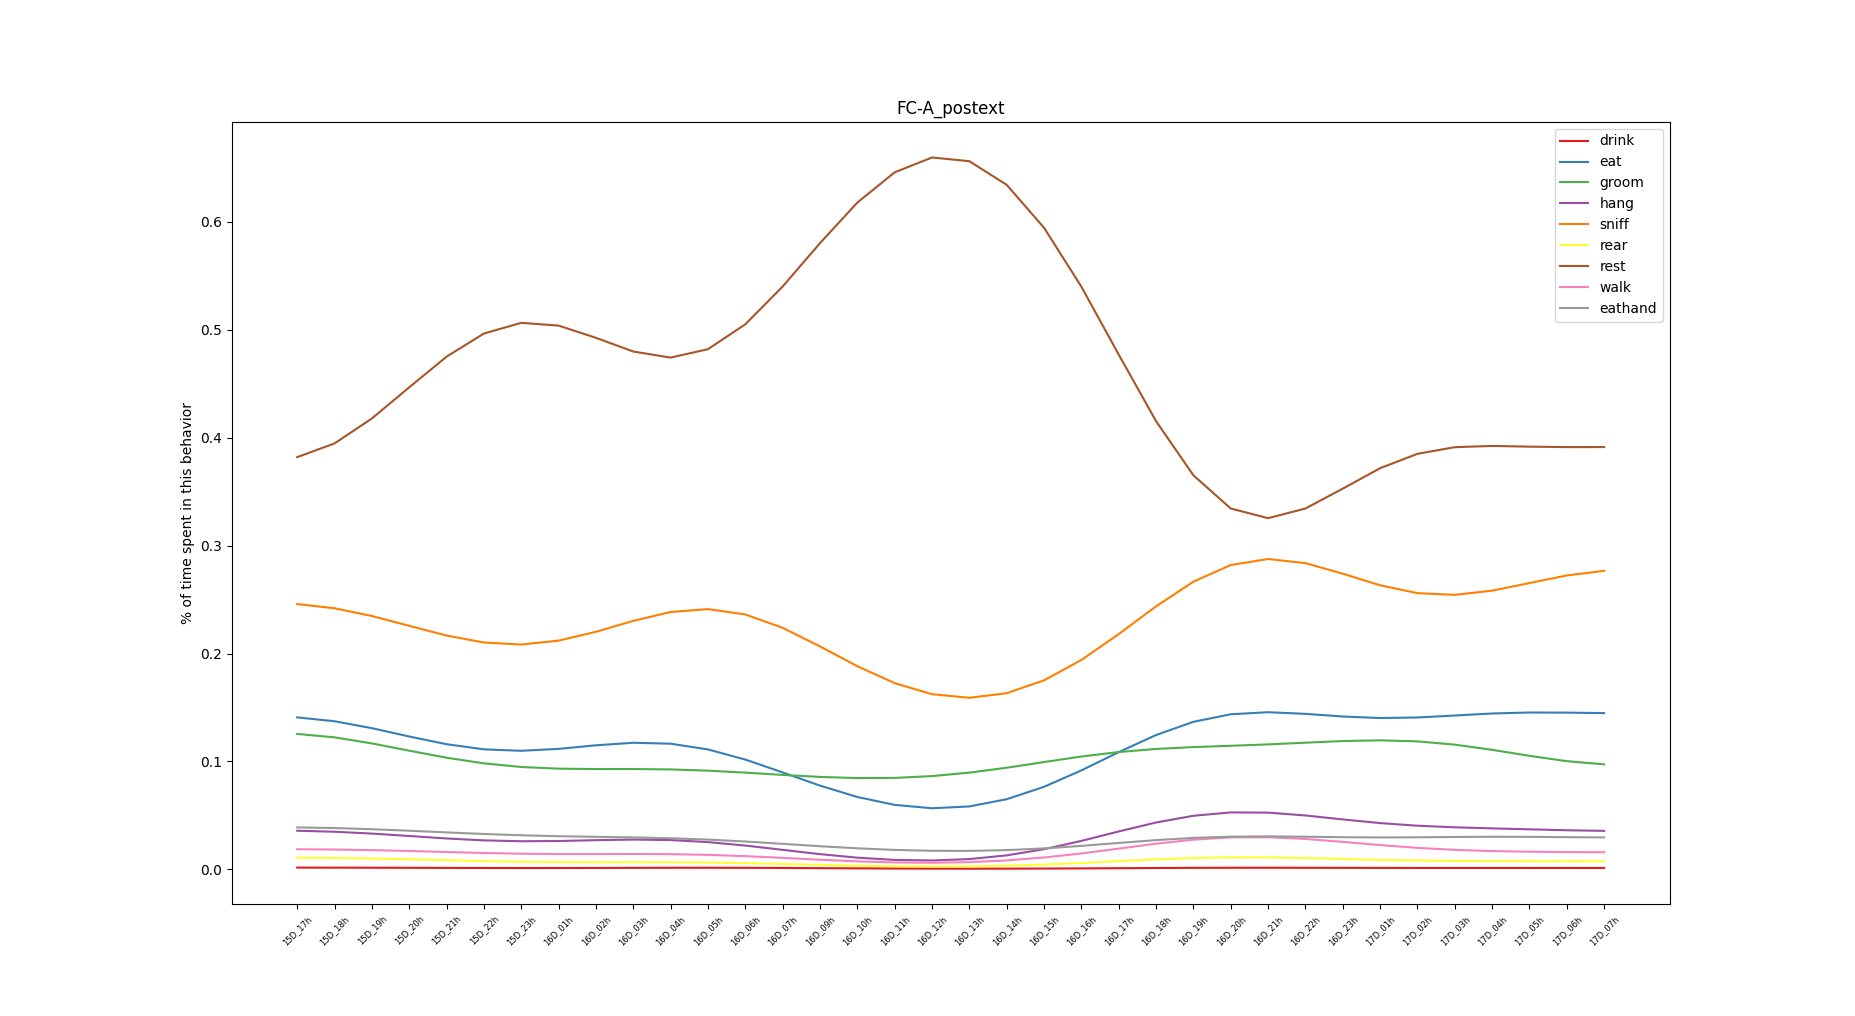 FC-A_postext
% of time spent in this behavior
0.6
0.5
0.4
0.3
0.2
0.1
0.0
drink
eat
groom
hang
sniff
rear
rest
walk
eathand
15D_17h
15D_18h
15D_19h
15D_20h
15D_21h
15D_22h
15D_23h
16D_01h
16D_02h
16D_03h
16D_04h
16D_05h
16D_06h
16D_07h
16D_09h
16D_10h
16D_11h
16D_12h
16D_13h
16D_14h
16D_15h
16D_16h
16D_17h
16D_18h
16D_19h
16D_20h
16D_21h
16D_22h
16D_23h
17D_01h
17D_02h
17D_03h
17D_04h
17D_05h
17D_06h
17D_07h